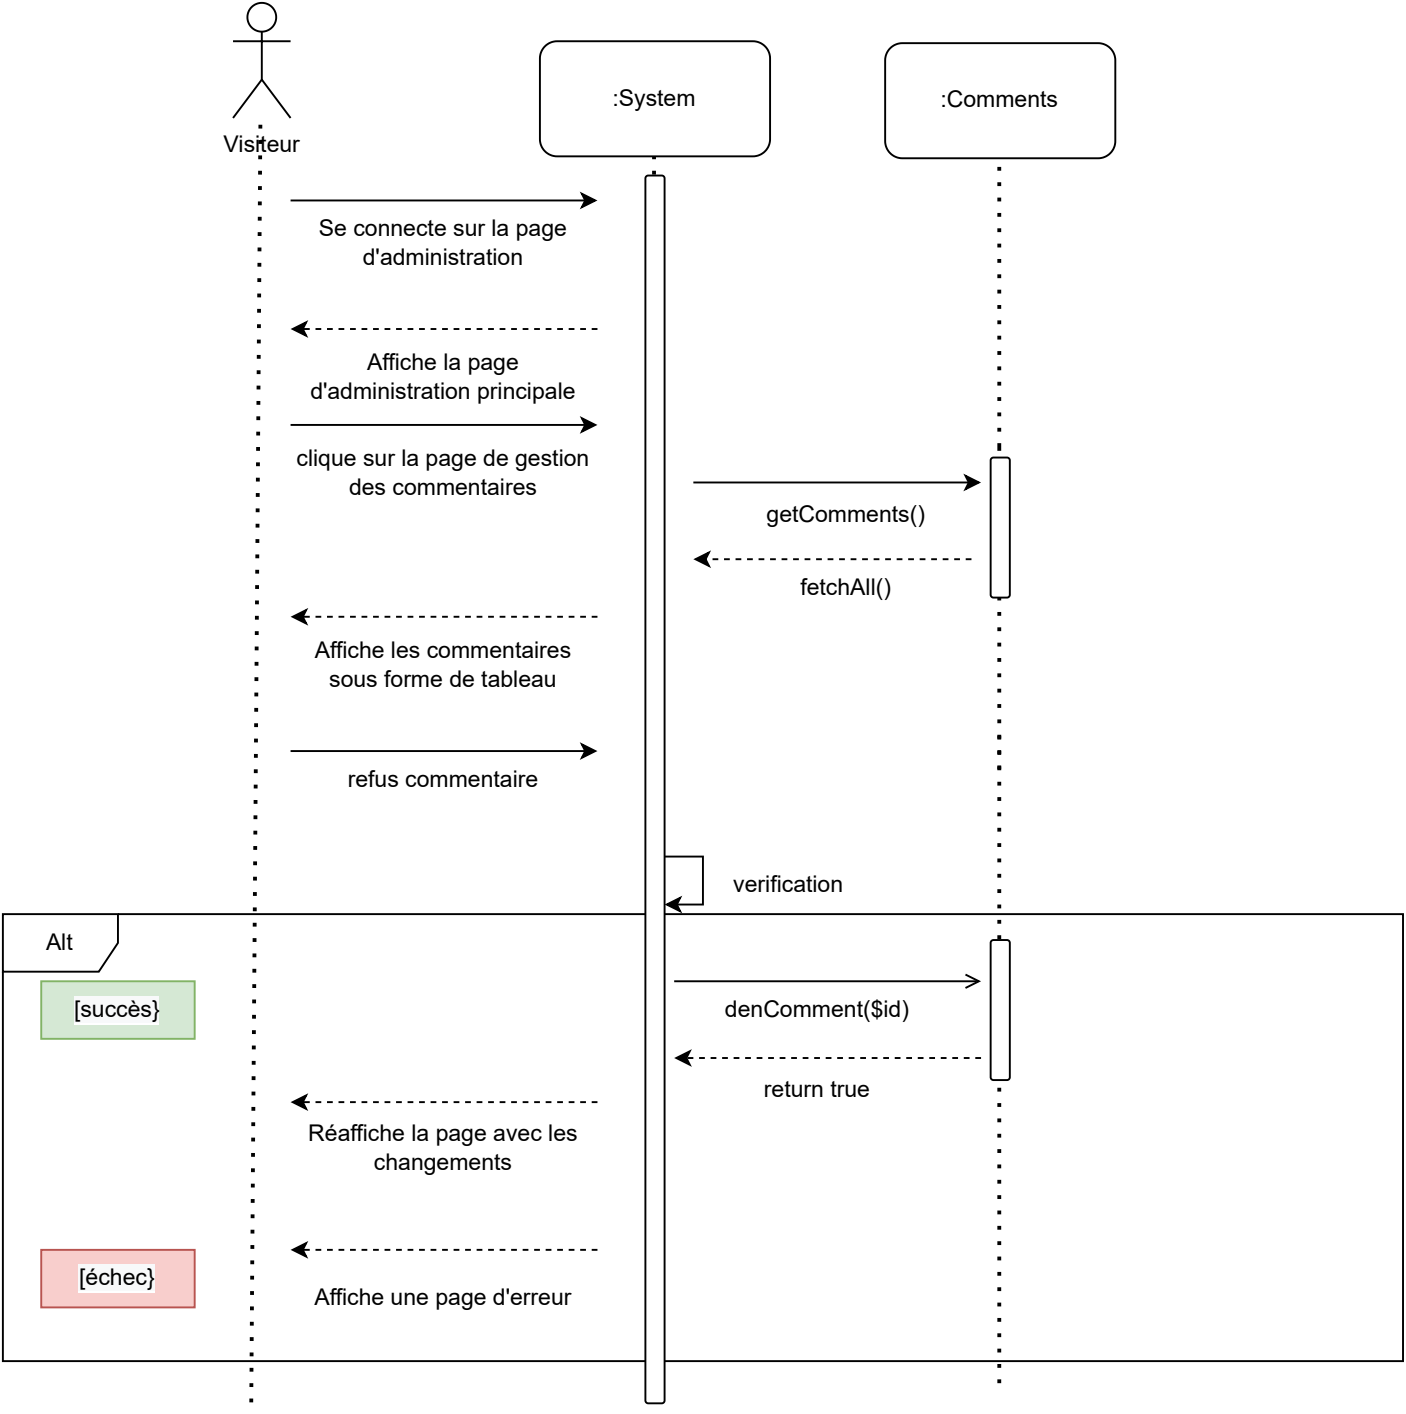 Visiteur
:System
:Comments
Se connecte sur la page
d'administration
Affiche la page
d'administration principale
clique sur la page de gestion
des commentaires
getComments()
fetchAll()
Affiche les commentaires
sous forme de tableau
refus commentaire
verification
Alt
[succès}
denComment($id)
return true
Réaffiche la page avec les
changements
[échec}
Affiche une page d'erreur